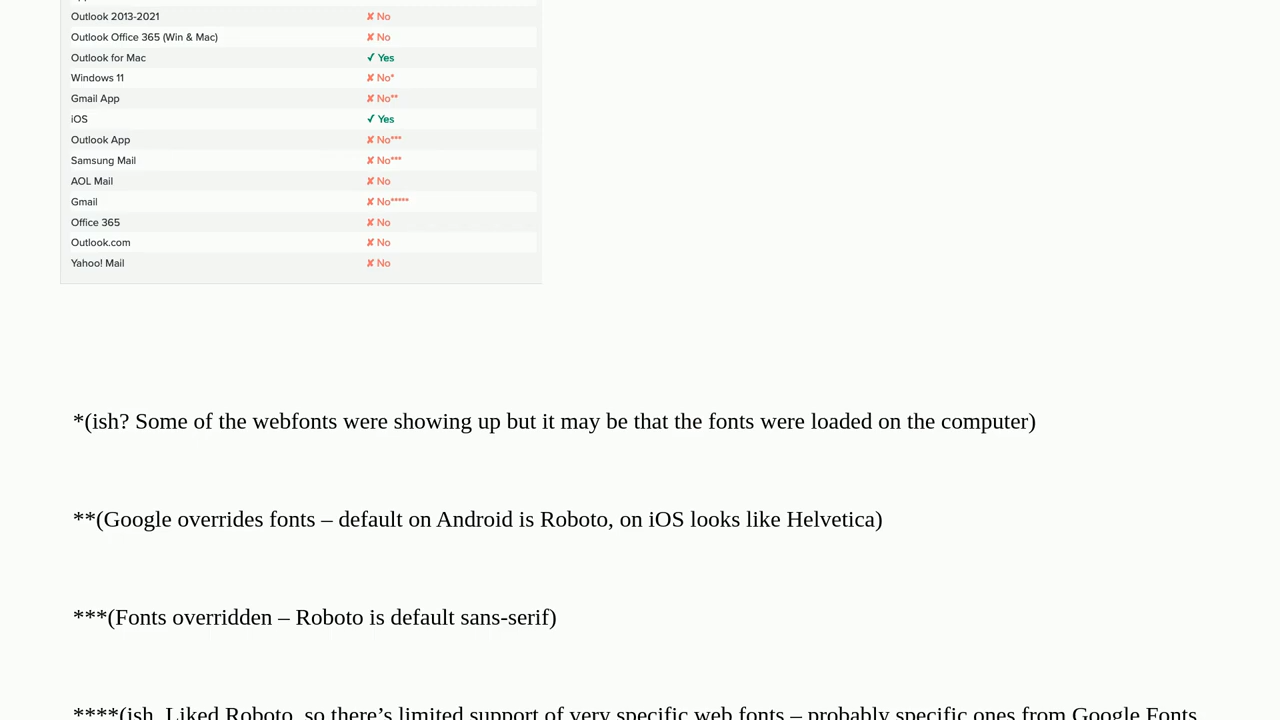 Outlook 2013-2021 ✘ No
Outlook Office 365 (Win & Mac) ✘ No
Outlook for Mac ✓ Yes
Windows 11 ✘ No*
Gmail App ✘ No**
iOS ✓ Yes
Outlook App ✘ No***
Samsung Mail ✘ No***
AOL Mail ✘ No
Gmail ✘ No*****
Office 365 ✘ No
Outlook.com ✘ No
Yahoo! Mail ✘ No
*(ish? Some of the webfonts were showing up but it may be that the fonts were loaded on the computer)
**(Google overrides fonts – default on Android is Roboto, on iOS looks like Helvetica)
***(Fonts overridden – Roboto is default sans-serif)
****(ish. Liked Roboto, so there’s limited support of very specific web fonts – probably specific ones from Google Fonts